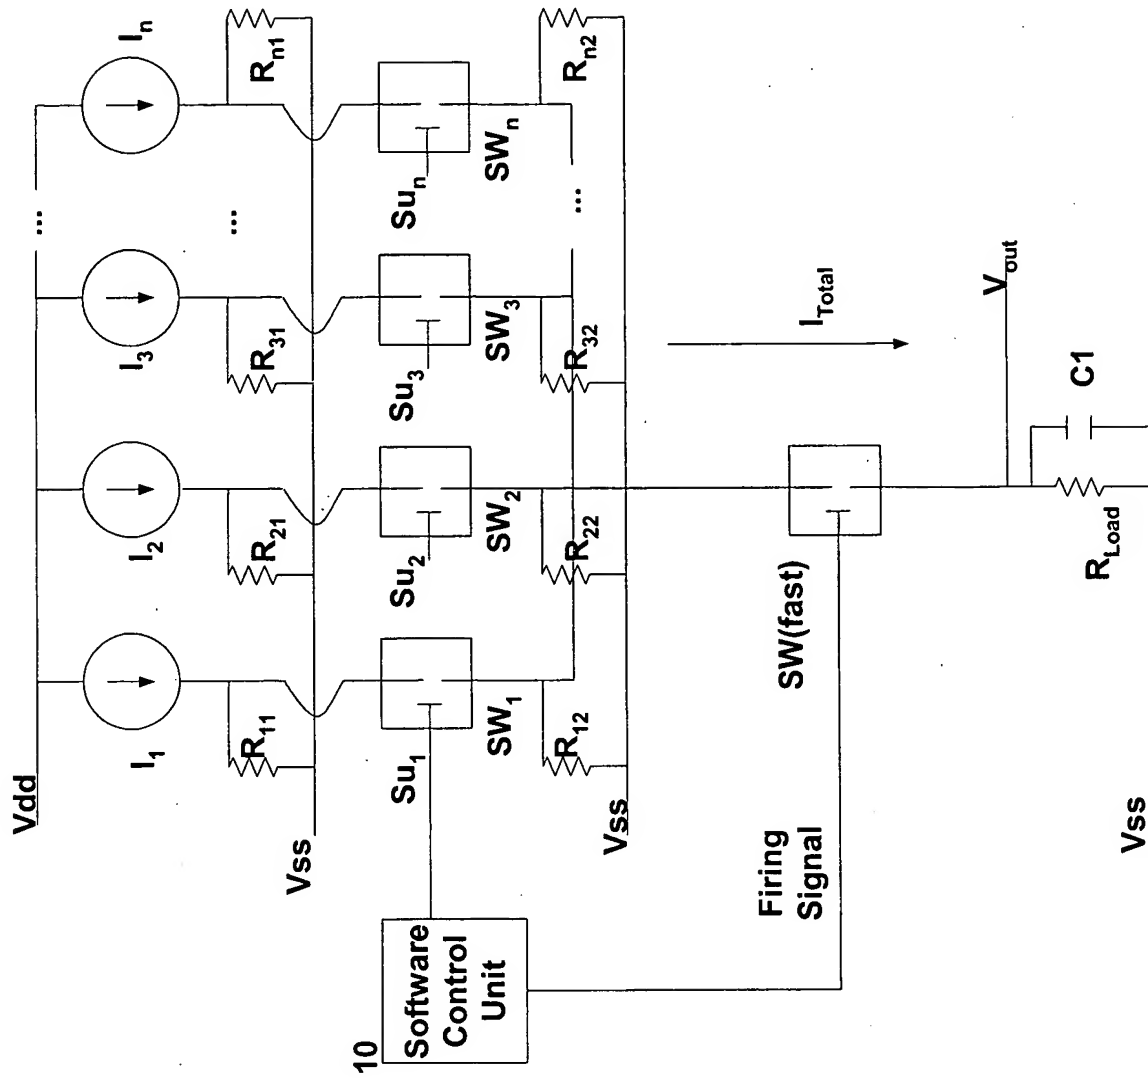 Vdd
I1
I2
I3
...
In
R11
R21
R31
...
Rn1
Vss
Su1
Su2
Su3
Sun
SW1
SW2
SW3
SWn
R12
R22
R32
...
Rn2
Vss
10
Software
Control
Unit
Firing
Signal
SW(fast)
ITotal
Vout
RLoad
C1
Vss